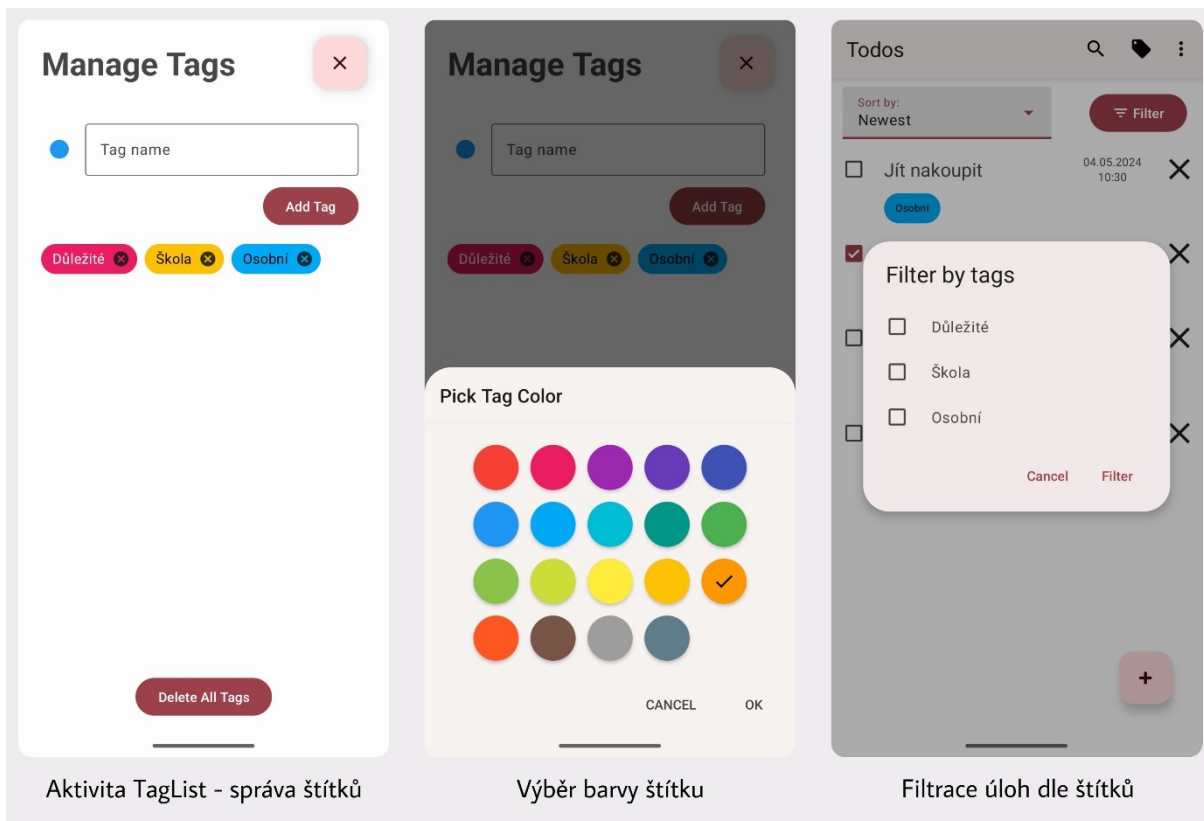 Manage Tags
Tag name
Add Tag
Důležité
Škola
Osobní
Delete All Tags
Aktivita TagList - správa štítků
Manage Tags
Tag name
Add Tag
Důležité
Škola
Osobní
Pick Tag Color
CANCEL
OK
Výběr barvy štítku
Todos
Sort by:
Newest
Filter
Jít nakoupit
04.05.2024
10:30
Osobní
Filter by tags
Důležité
Škola
Osobní
Cancel
Filter
Filtrace úloh dle štítků